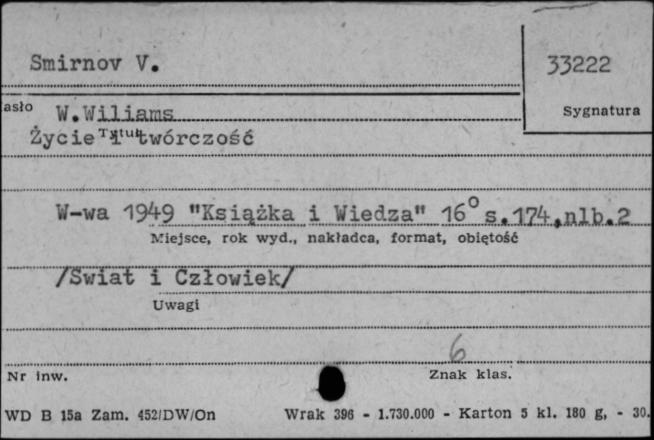 Smirnov V.
33222
asło
W.Wiliams
Sygnatura
Życie i twórczość
Tytuł
W-wa 1949 "Książka i Wiedza" 16° s.174,nlb.2
Miejsce, rok wyd., nakładca, format, objętość
/Swiat i Człowiek/
Uwagi
6
Nr inw.
Znak klas.
WD B 15a Zam. 452/DW/On Wrak 396 - 1.730.000 - Karton 5 kl. 180 g, - 30.